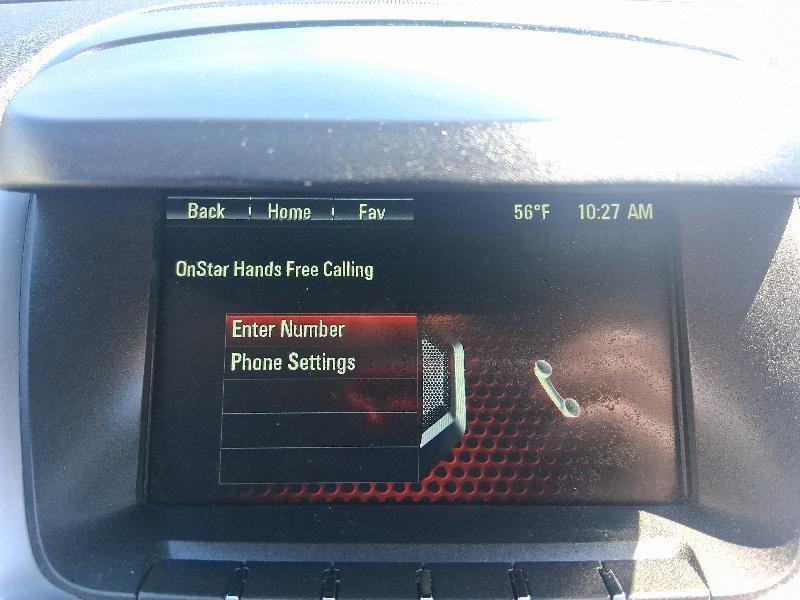 Back Home Fav 56°F 10:27 AM
OnStar Hands Free Calling
Enter Number
Phone Settings